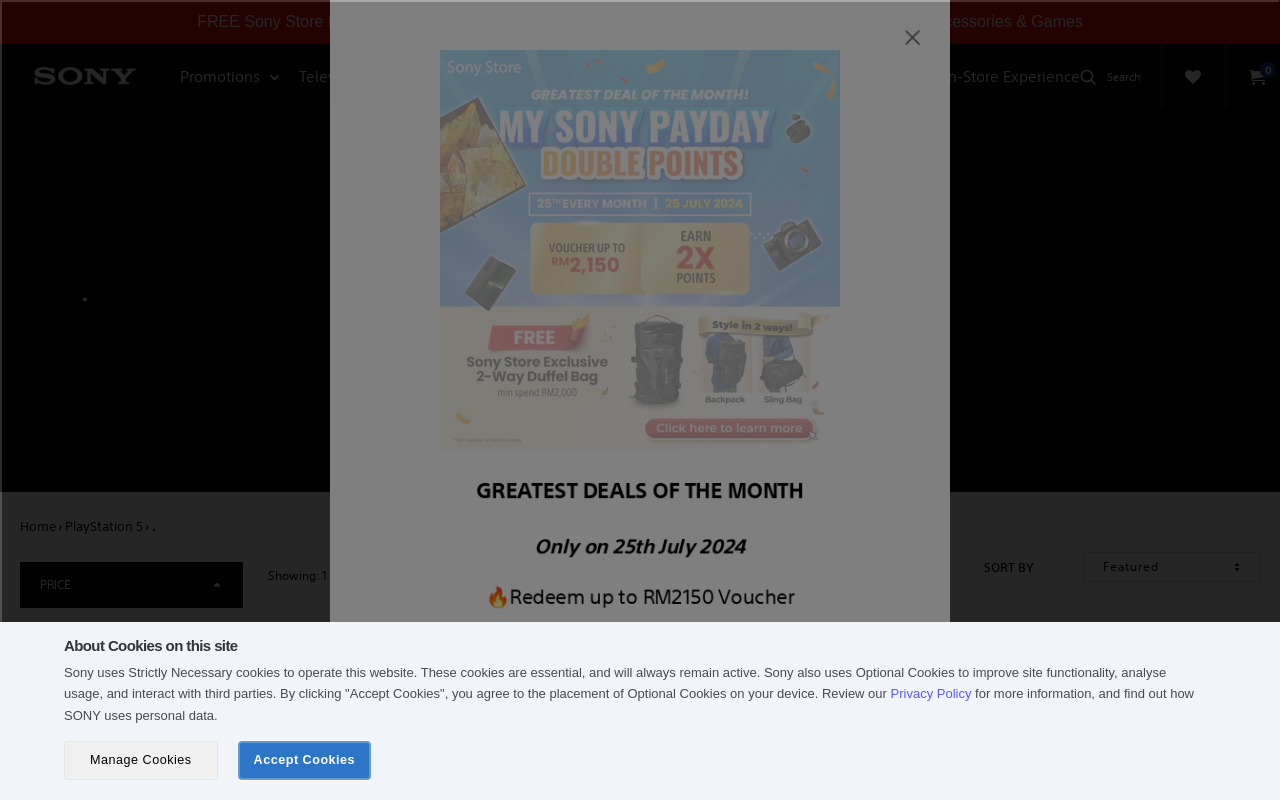 FREE Sony Store
cessories & Games
SONY
Promotions
n-Store Experience
Search
0
Sony Store
GREATEST DEAL OF THE MONTH!
MY SONY PAYDAY
DOUBLE POINTS
25TH EVERY MONTH | 25 JULY 2024
VOUCHER UP TO
RM2,150
EARN
2X
POINTS
FREE
Sony Store Exclusive
2-Way Duffel Bag
min spend RM2,000
Style in 2 ways!
Backpack
Sling Bag
Click here to learn more
GREATEST DEALS OF THE MONTH
Only on 25th July 2024
🔥Redeem up to RM2150 Voucher
Home › PlayStation 5 › .
PRICE
Showing: 1
SORT BY
Featured
About Cookies on this site
Sony uses Strictly Necessary cookies to operate this website. These cookies are essential, and will always remain active. Sony also uses Optional Cookies to improve site functionality, analyse
usage, and interact with third parties. By clicking "Accept Cookies", you agree to the placement of Optional Cookies on your device. Review our Privacy Policy for more information, and find out how
SONY uses personal data.
Manage Cookies
Accept Cookies